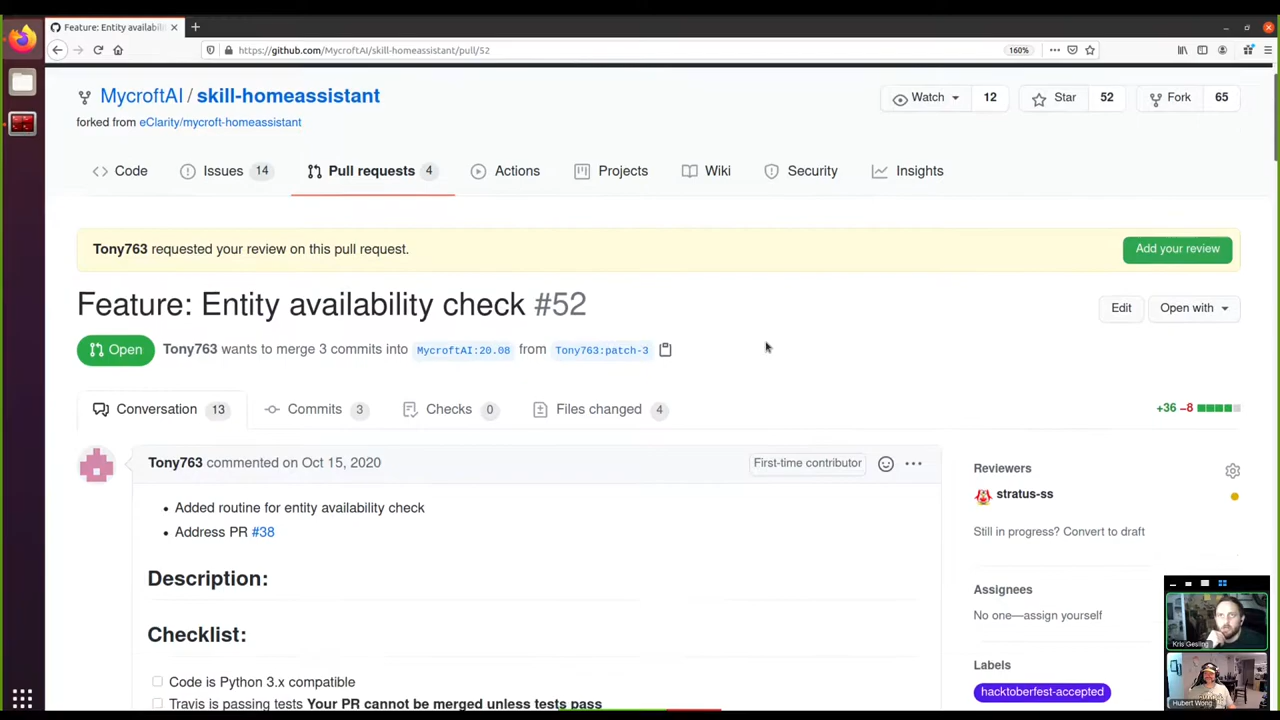 Feature: Entity availabili
https://github.com/MycroftAI/skill-homeassistant/pull/52
160%
MycroftAI / skill-homeassistant
Watch 12
Star 52
Fork 65
forked from eClarity/mycroft-homeassistant
Code
Issues 14
Pull requests 4
Actions
Projects
Wiki
Security
Insights
Tony763 requested your review on this pull request.
Add your review
Feature: Entity availability check #52
Edit
Open with
Open
Tony763 wants to merge 3 commits into MycroftAI:20.08 from Tony763:patch-3
Conversation 13
Commits 3
Checks 0
Files changed 4
+36 −8
Tony763 commented on Oct 15, 2020
First-time contributor
• Added routine for entity availability check
• Address PR #38
Description:
Checklist:
Code is Python 3.x compatible
Travis is passing tests Your PR cannot be merged unless tests pass
Reviewers
stratus-ss
Still in progress? Convert to draft
Assignees
No one—assign yourself
Labels
hacktoberfest-accepted
Kris Gesling
Hubert Wong